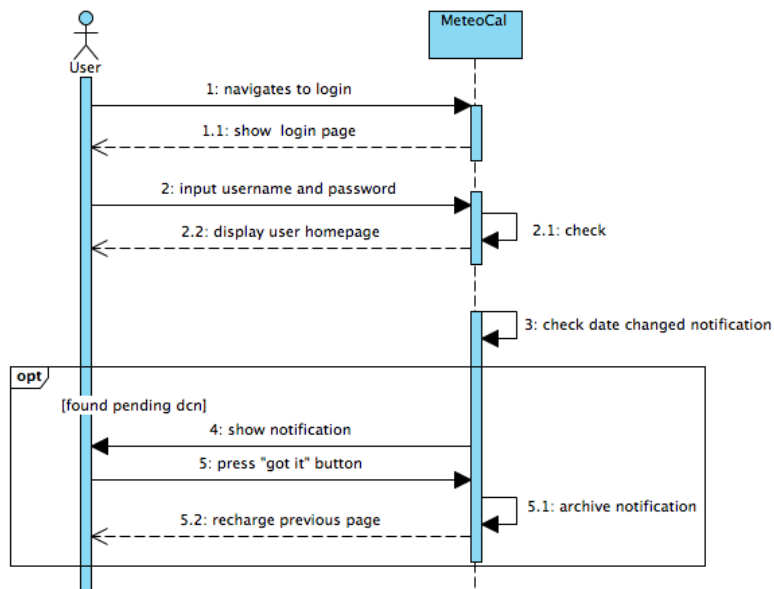 MeteoCal
User
1: navigates to login
1.1: show login page
2: input username and password
2.1: check
2.2: display user homepage
3: check date changed notification
opt
[found pending dcn]
4: show notification
5: press "got it" button
5.1: archive notification
5.2: recharge previous page